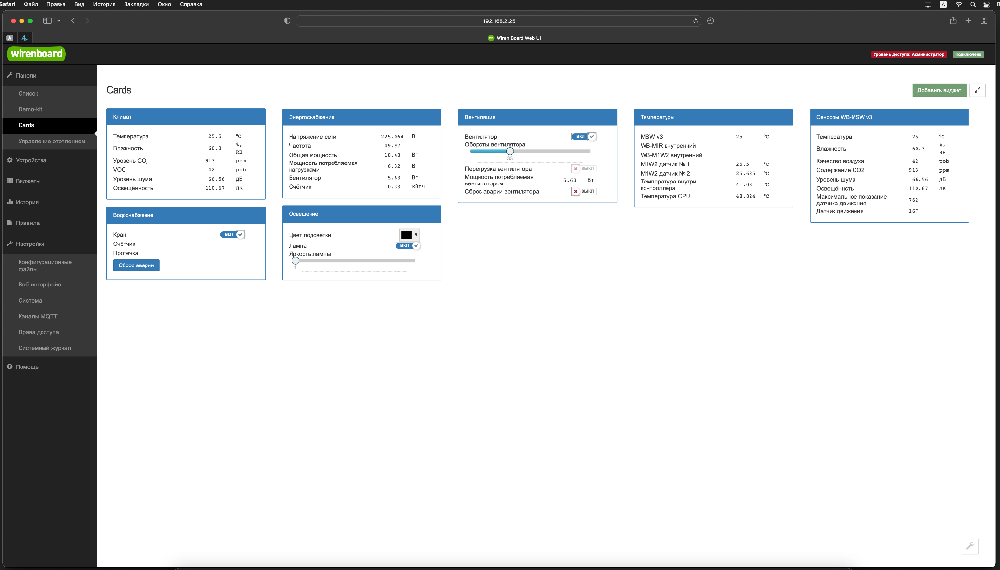 Safari Файл Правка Вид История Закладки Окно Справка
A
192.168.2.25
A
wb Wiren Board Web UI
wirenboard
Уровень доступа: Администратор Подключено
Панели
Список
Demo-kit
Cards
Управление отоплением
Устройства
Виджеты
История
Правила
Настройки
Конфигурационные
файлы
Веб-интерфейс
Система
Каналы MQTT
Права доступа
Системный журнал
Помощь
Cards
Добавить виджет
Климат
Температура 25.5 °C
Влажность 60.3 %, RH
Уровень CO2 913 ppm
VOC 42 ppb
Уровень шума 66.56 дБ
Освещённость 110.67 лк
Водоснабжение
Кран ВКЛ
Счётчик
Протечка
Сброс аварии
Энергоснабжение
Напряжение сети 225.064 В
Частота 49.97
Общая мощность 18.48 Вт
Мощность потребляемая
нагрузками 6.32 Вт
Вентилятор 5.63 Вт
Счётчик 0.33 кВтч
Освещение
Цвет подсветки
Лампа ВКЛ
Яркость лампы
1
Вентиляция
Вентилятор ВКЛ
Обороты вентилятора
33
Перегрузка вентилятора ВЫКЛ
Мощность потребляемая
вентилятором 5.63 Вт
Сброс аварии вентилятора ВЫКЛ
Температуры
MSW v3 25 °C
WB-MIR внутренний
WB-M1W2 внутренний
M1W2 датчик № 1 25.5 °C
M1W2 датчик № 2 25.625 °C
Температура внутри
контроллера 41.03 °C
Температура CPU 48.824 °C
Сенсоры WB-MSW v3
Температура 25 °C
Влажность 60.3 %, RH
Качество воздуха 42 ppb
Содержание CO2 913 ppm
Уровень шума 66.56 дБ
Освещённсть 110.67 лк
Максимальное показание
датчика движения 762
Датчик движения 167